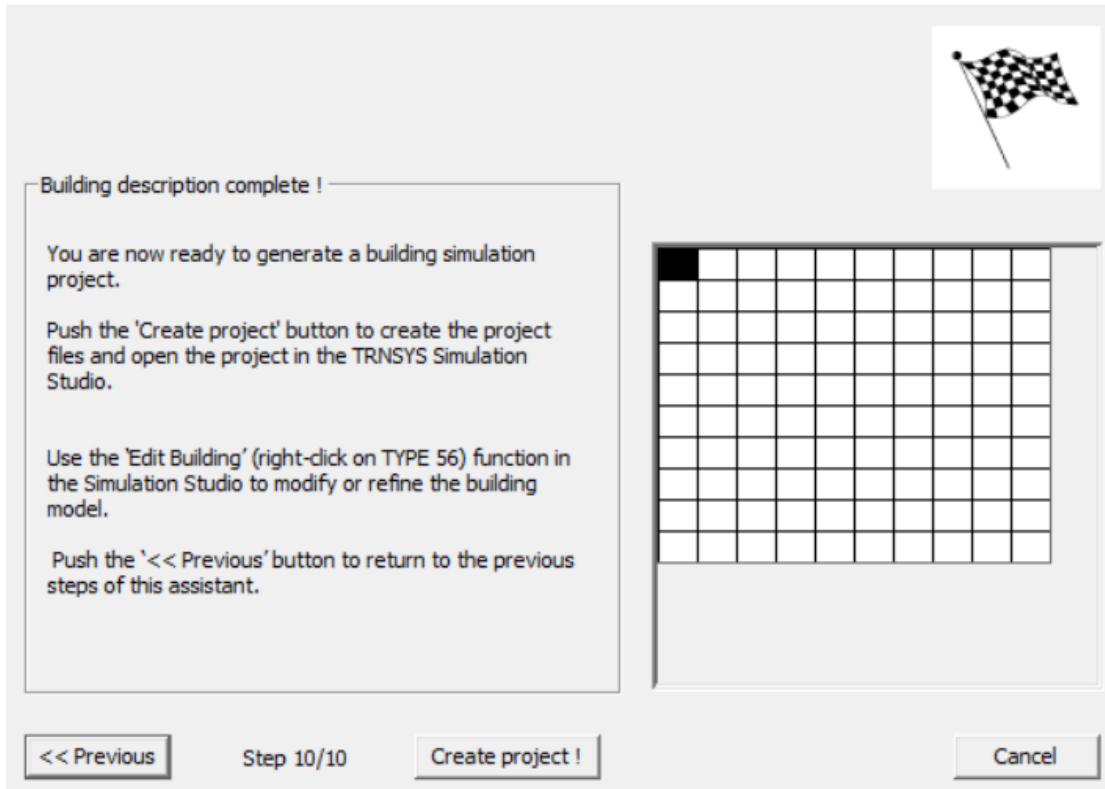 Building description complete !
You are now ready to generate a building simulation
project.
Push the 'Create project' button to create the project
files and open the project in the TRNSYS Simulation
Studio.
Use the 'Edit Building' (right-click on TYPE 56) function in
the Simulation Studio to modify or refine the building
model.
Push the '<< Previous' button to return to the previous
steps of this assistant.
<< Previous
Step 10/10
Create project !
Cancel